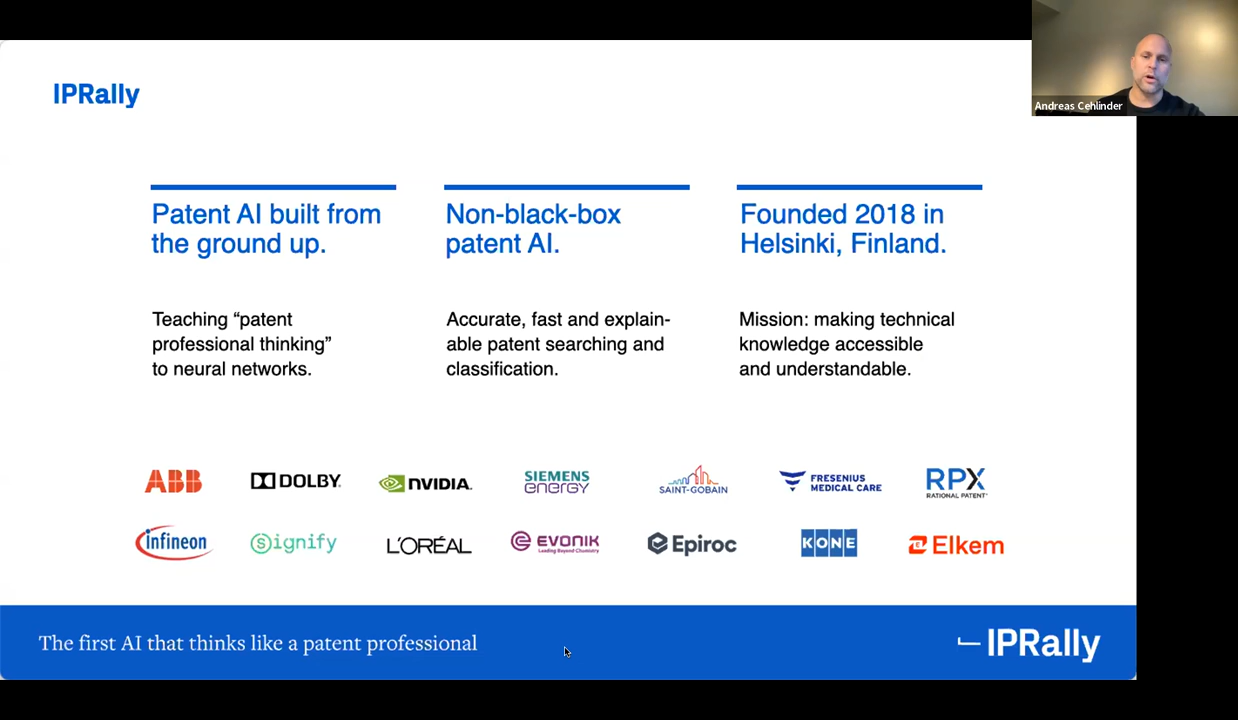 Andreas Cehlinder
IPRally
Patent AI built from
the ground up.
Teaching “patent
professional thinking”
to neural networks.
Non-black-box
patent AI.
Accurate, fast and explain-
able patent searching and
classification.
Founded 2018 in
Helsinki, Finland.
Mission: making technical
knowledge accessible
and understandable.
ABB
DOLBY
NVIDIA
SIEMENS
energy
SAINT-GOBAIN
FRESENIUS
MEDICAL CARE
RPX
RATIONAL PATENT
infineon
signify
L'ORÉAL
EVONIK
Leading Beyond Chemistry
Epiroc
KONE
Elkem
The first AI that thinks like a patent professional
IPRally